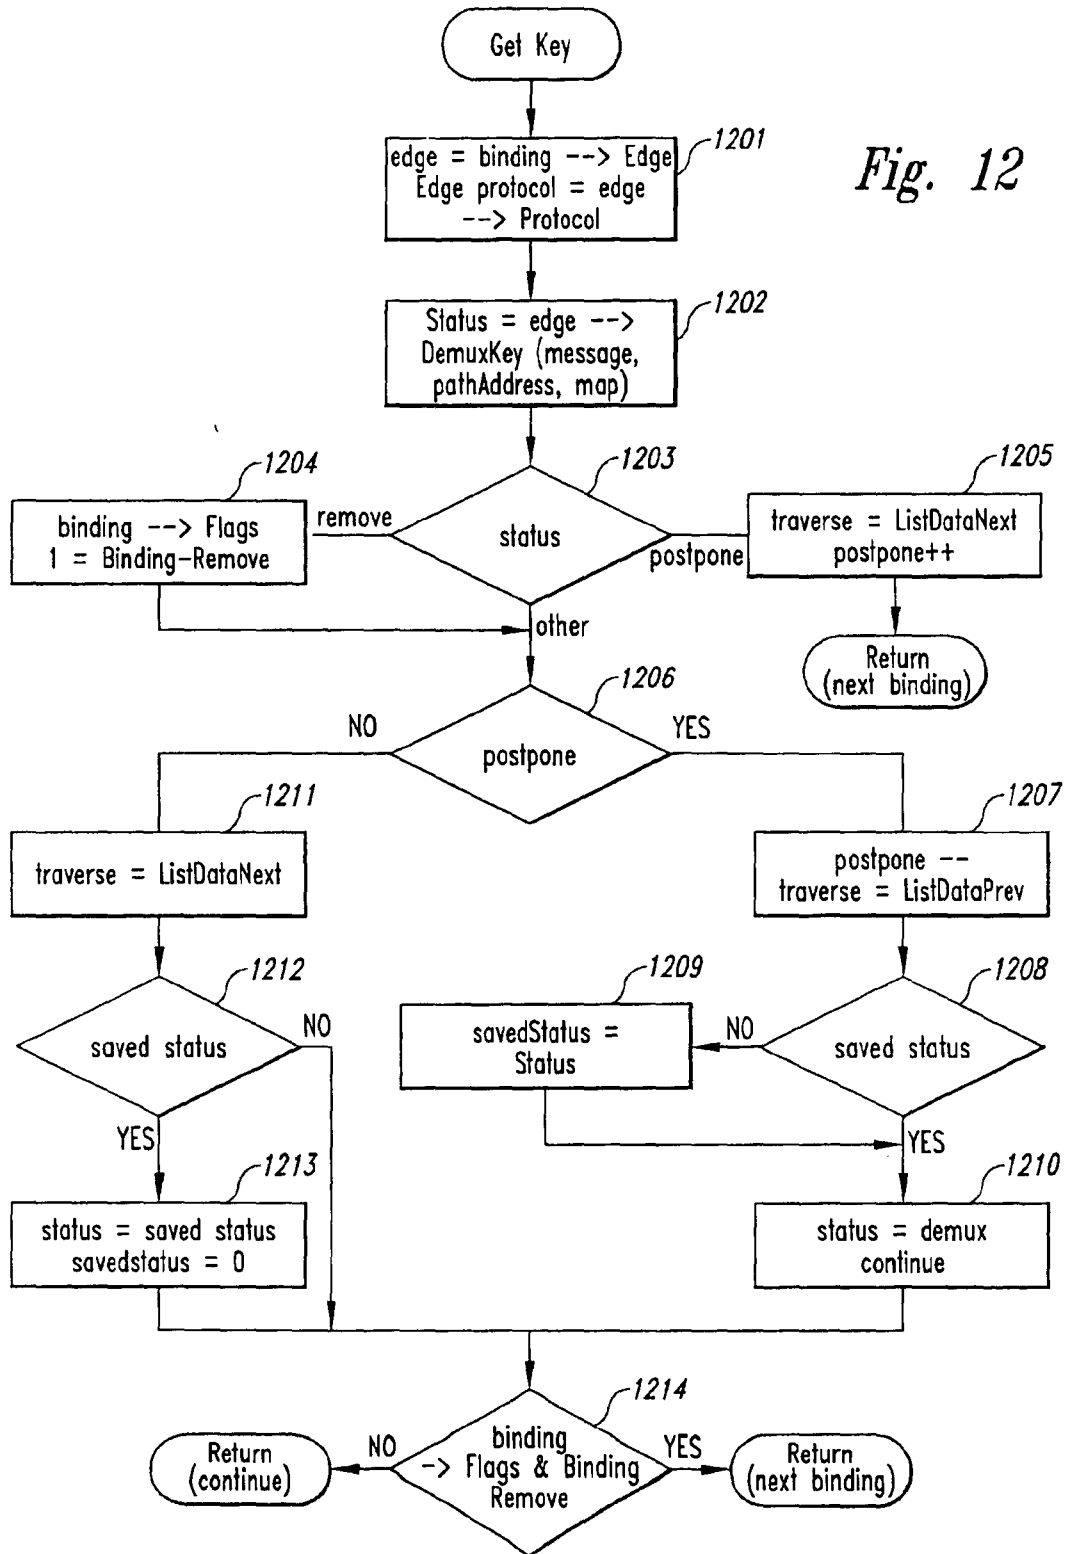 Get Key
1201
Fig. 12
edge = binding --> Edge
Edge protocol = edge
--> Protocol
1202
Status = edge -->
DemuxKey (message,
pathAddress, map)
1203
1204
1205
binding --> Flags
1 = Binding-Remove
remove
status
postpone
traverse = ListDataNext
postpone++
other
Return
(next binding)
1206
NO
YES
postpone
1211
1207
traverse = ListDataNext
postpone --
traverse = ListDataPrev
1212
1209
1208
saved status
NO
savedStatus =
Status
NO
saved status
YES
YES
1213
1210
status = saved status
savedstatus = 0
status = demux
continue
1214
Return
(continue)
NO
binding
-> Flags & Binding
Remove
YES
Return
(next binding)